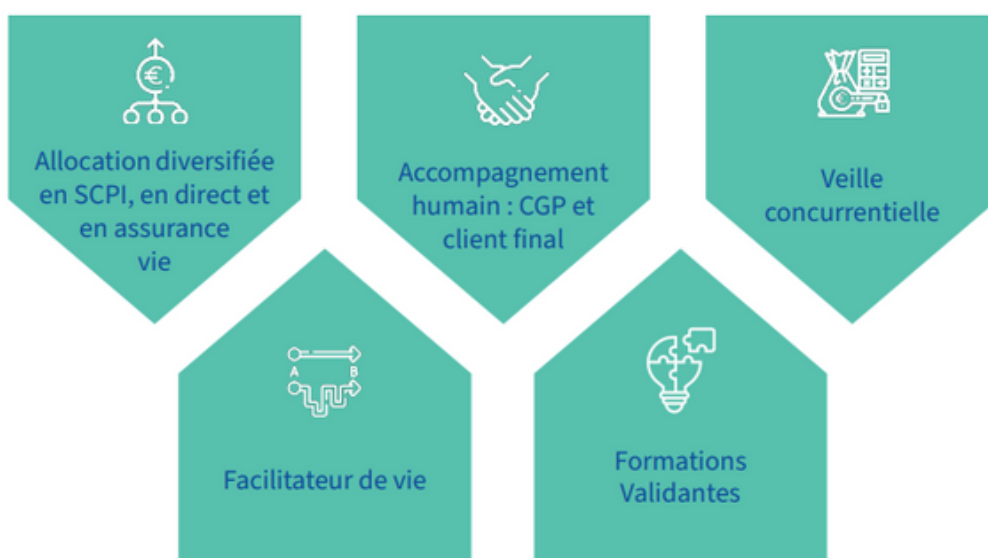 Allocation diversifiée
en SCPI, en direct et
en assurance
vie
Accompagnement
humain : CGP et
client final
Veille
concurrentielle
A B
Facilitateur de vie
Formations
Validantes